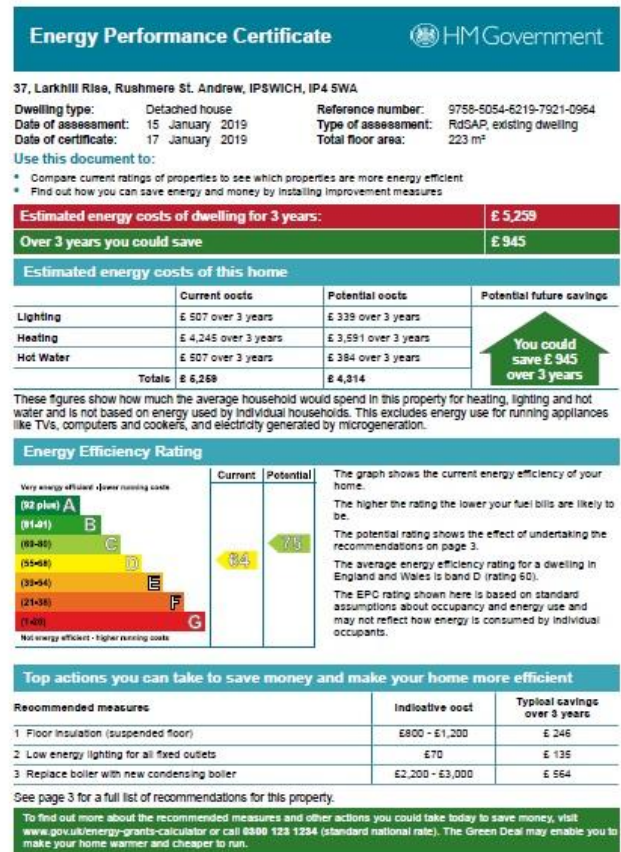 Energy Performance Certificate
HM Government
37, Larkhill Rise, Rushmere St. Andrew, IPSWICH, IP4 5WA
Dwelling type: Detached house Reference number: 9758-5054-6219-7921-0964
Date of assessment: 15 January 2019 Type of assessment: RdSAP, existing dwelling
Date of certificate: 17 January 2019 Total floor area: 223 m²
Use this document to:
• Compare current ratings of properties to see which properties are more energy efficient
• Find out how you can save energy and money by installing improvement measures
Estimated energy costs of dwelling for 3 years: £ 5,259
Over 3 years you could save £ 945
Estimated energy costs of this home
Current costs Potential costs Potential future savings
Lighting £ 507 over 3 years £ 339 over 3 years
Heating £ 4,245 over 3 years £ 3,591 over 3 years
Hot Water £ 507 over 3 years £ 384 over 3 years
Totals £ 5,259 £ 4,314
You could
save £ 945
over 3 years
These figures show how much the average household would spend in this property for heating, lighting and hot
water and is not based on energy used by individual households. This excludes energy use for running appliances
like TVs, computers and cookers, and electricity generated by microgeneration.
Energy Efficiency Rating
Current Potential
Very energy efficient - lower running costs
(92 plus) A
(81-91) B
(69-80) C
(55-68) D
(39-54) E
(21-38) F
(1-20) G
Not energy efficient - higher running costs
64
75
The graph shows the current energy efficiency of your
home.
The higher the rating the lower your fuel bills are likely to
be.
The potential rating shows the effect of undertaking the
recommendations on page 3.
The average energy efficiency rating for a dwelling in
England and Wales is band D (rating 60).
The EPC rating shown here is based on standard
assumptions about occupancy and energy use and
may not reflect how energy is consumed by individual
occupants.
Top actions you can take to save money and make your home more efficient
Recommended measures Indicative cost Typical savings
over 3 years
1 Floor insulation (suspended floor) £800 - £1,200 £ 246
2 Low energy lighting for all fixed outlets £70 £ 135
3 Replace boiler with new condensing boiler £2,200 - £3,000 £ 564
See page 3 for a full list of recommendations for this property.
To find out more about the recommended measures and other actions you could take today to save money, visit
www.gov.uk/energy-grants-calculator or call 0300 123 1234 (standard national rate). The Green Deal may enable you to
make your home warmer and cheaper to run.